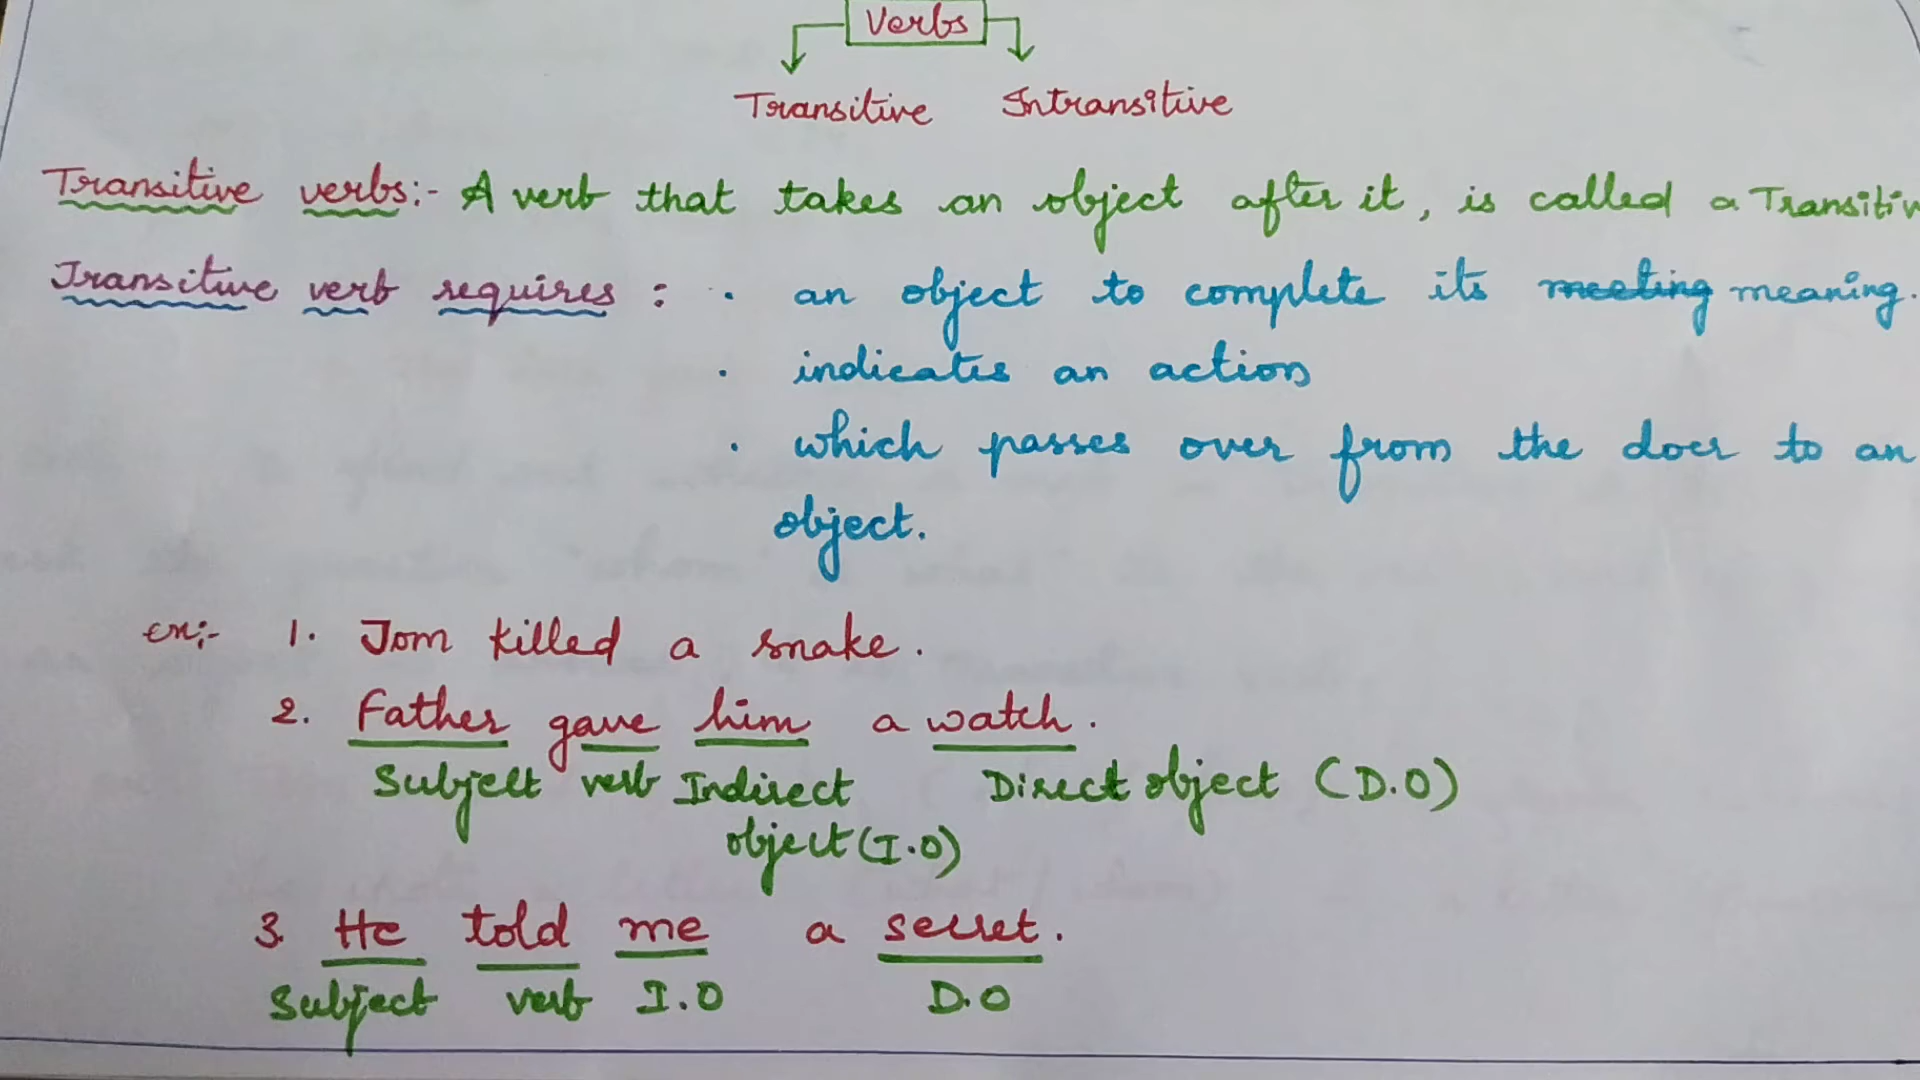 Verbs
Transitive Intransitive
Transitive verbs:- A verb that takes an object after it, is called a Transitiv
Transitive verb requires : · an object to complete its meeting meaning.
· indicates an action
· which passes over from the doer to an
object.
ex:- 1. Tom killed a snake.
2. Father gave him a watch.
Subject verb Indirect Direct object (D.O)
object (I.O)
3. He told me a secret.
Subject verb I.O D.O